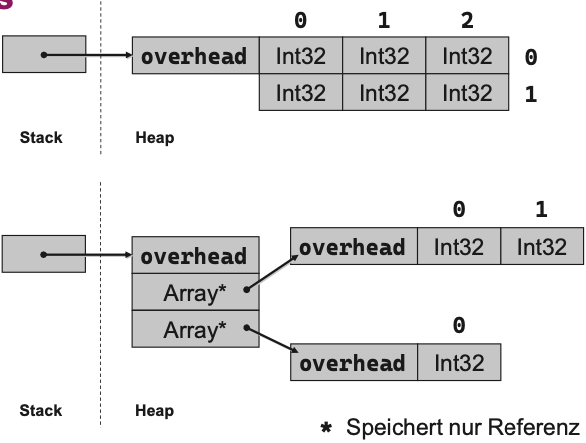 s
0 1 2
overhead Int32 Int32 Int32 0
Int32 Int32 Int32 1
Stack Heap
0 1
overhead Int32 Int32
overhead
Array*
Array*
0
overhead Int32
Stack Heap
* Speichert nur Referenz